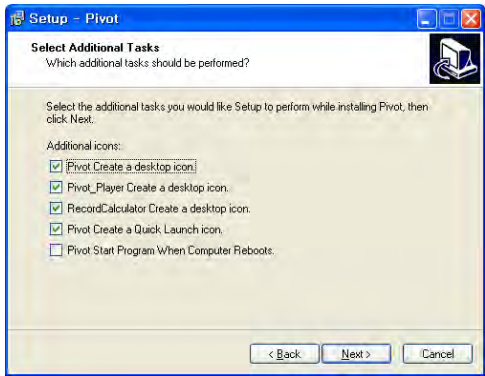 Setup - Pivot
Select Additional Tasks
Which additional tasks should be performed?
Select the additional tasks you would like Setup to perform while installing Pivot, then
click Next.
Additional icons:
Pivot Create a desktop icon.
Pivot_Player Create a desktop icon.
RecordCalculator Create a desktop icon.
Pivot Create a Quick Launch icon.
Pivot Start Program When Computer Reboots.
< Back Next > Cancel